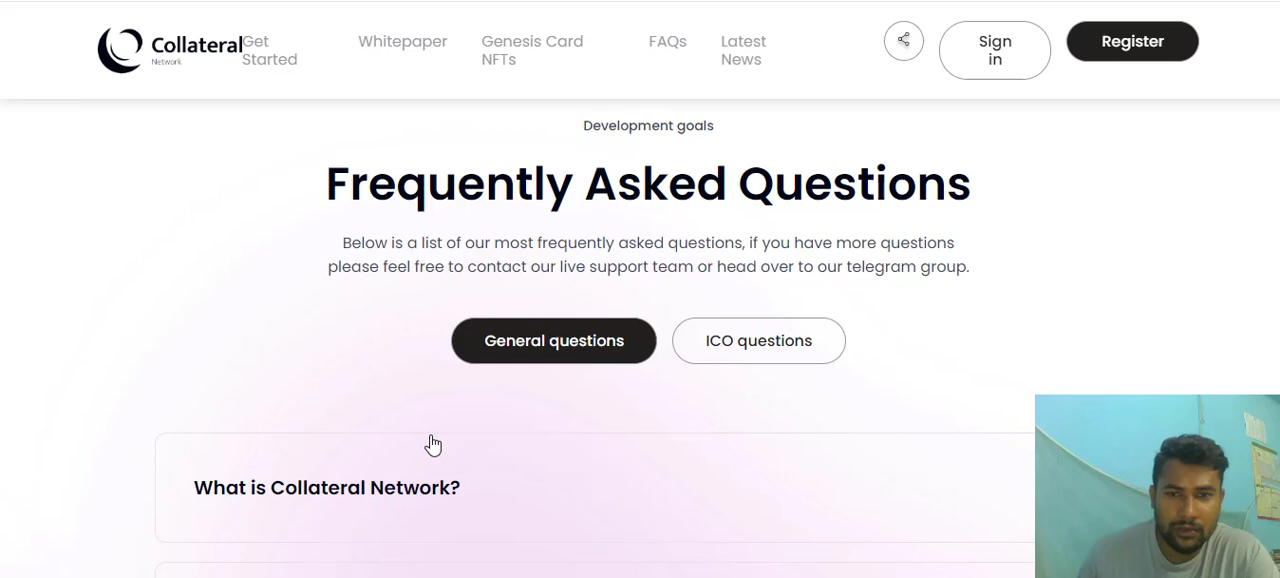 Collateral
Network
Get
Started
Whitepaper
Genesis Card
NFTs
FAQs
Latest
News
Sign
in
Register
Development goals
Frequently Asked Questions
Below is a list of our most frequently asked questions, if you have more questions
please feel free to contact our live support team or head over to our telegram group.
General questions
ICO questions
What is Collateral Network?